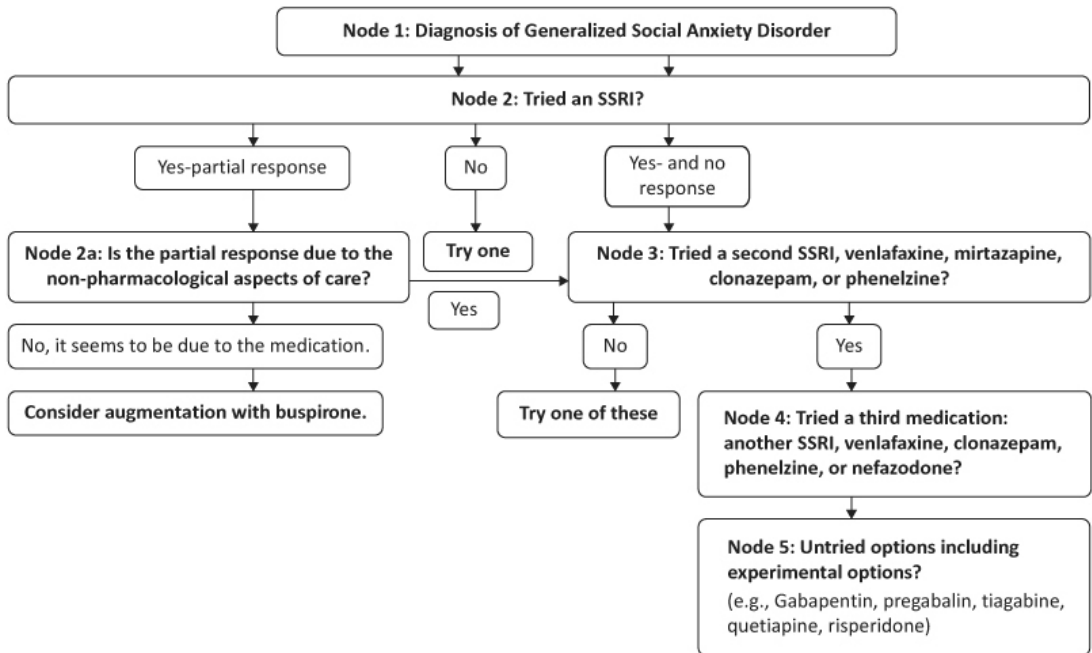 Node 1: Diagnosis of Generalized Social Anxiety Disorder
Node 2: Tried an SSRI?
Yes-partial response
No
Yes- and no
response
Node 2a: Is the partial response due to the
non-pharmacological aspects of care?
Yes
Try one
Node 3: Tried a second SSRI, venlafaxine, mirtazapine,
clonazepam, or phenelzine?
No, it seems to be due to the medication.
No
Yes
Consider augmentation with buspirone.
Try one of these
Node 4: Tried a third medication:
another SSRI, venlafaxine, clonazepam,
phenelzine, or nefazodone?
Node 5: Untried options including
experimental options?
(e.g., Gabapentin, pregabalin, tiagabine,
quetiapine, risperidone)